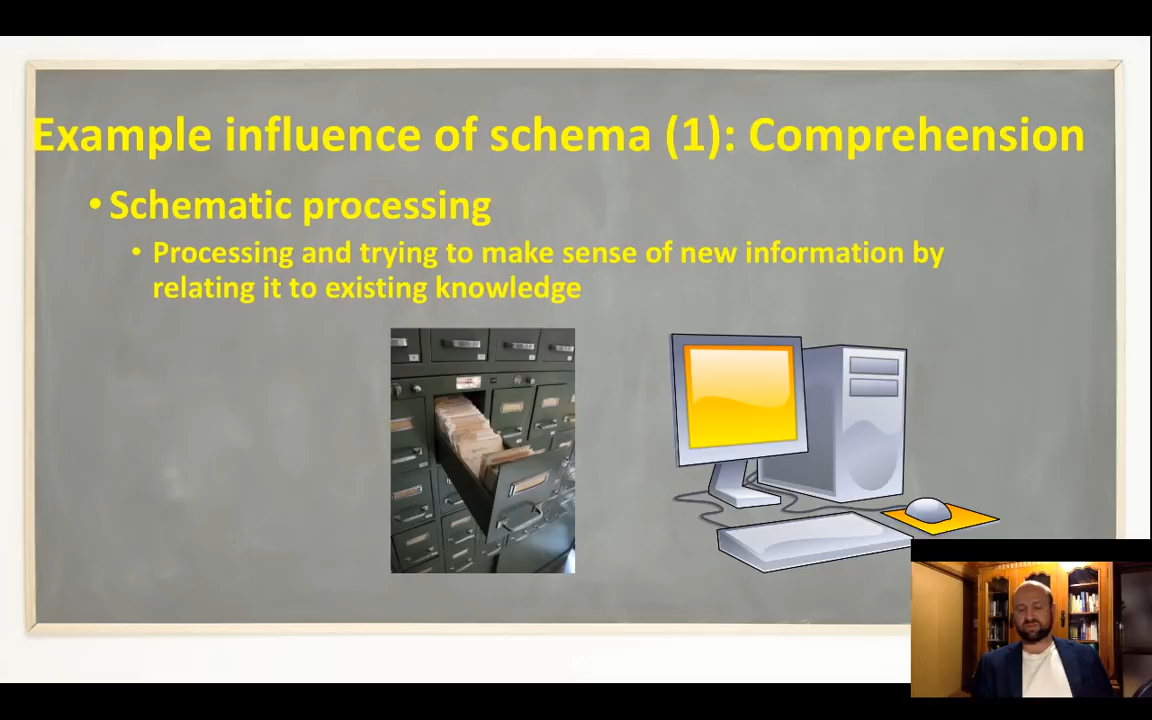 Example influence of schema (1): Comprehension
• Schematic processing
• Processing and trying to make sense of new information by
relating it to existing knowledge